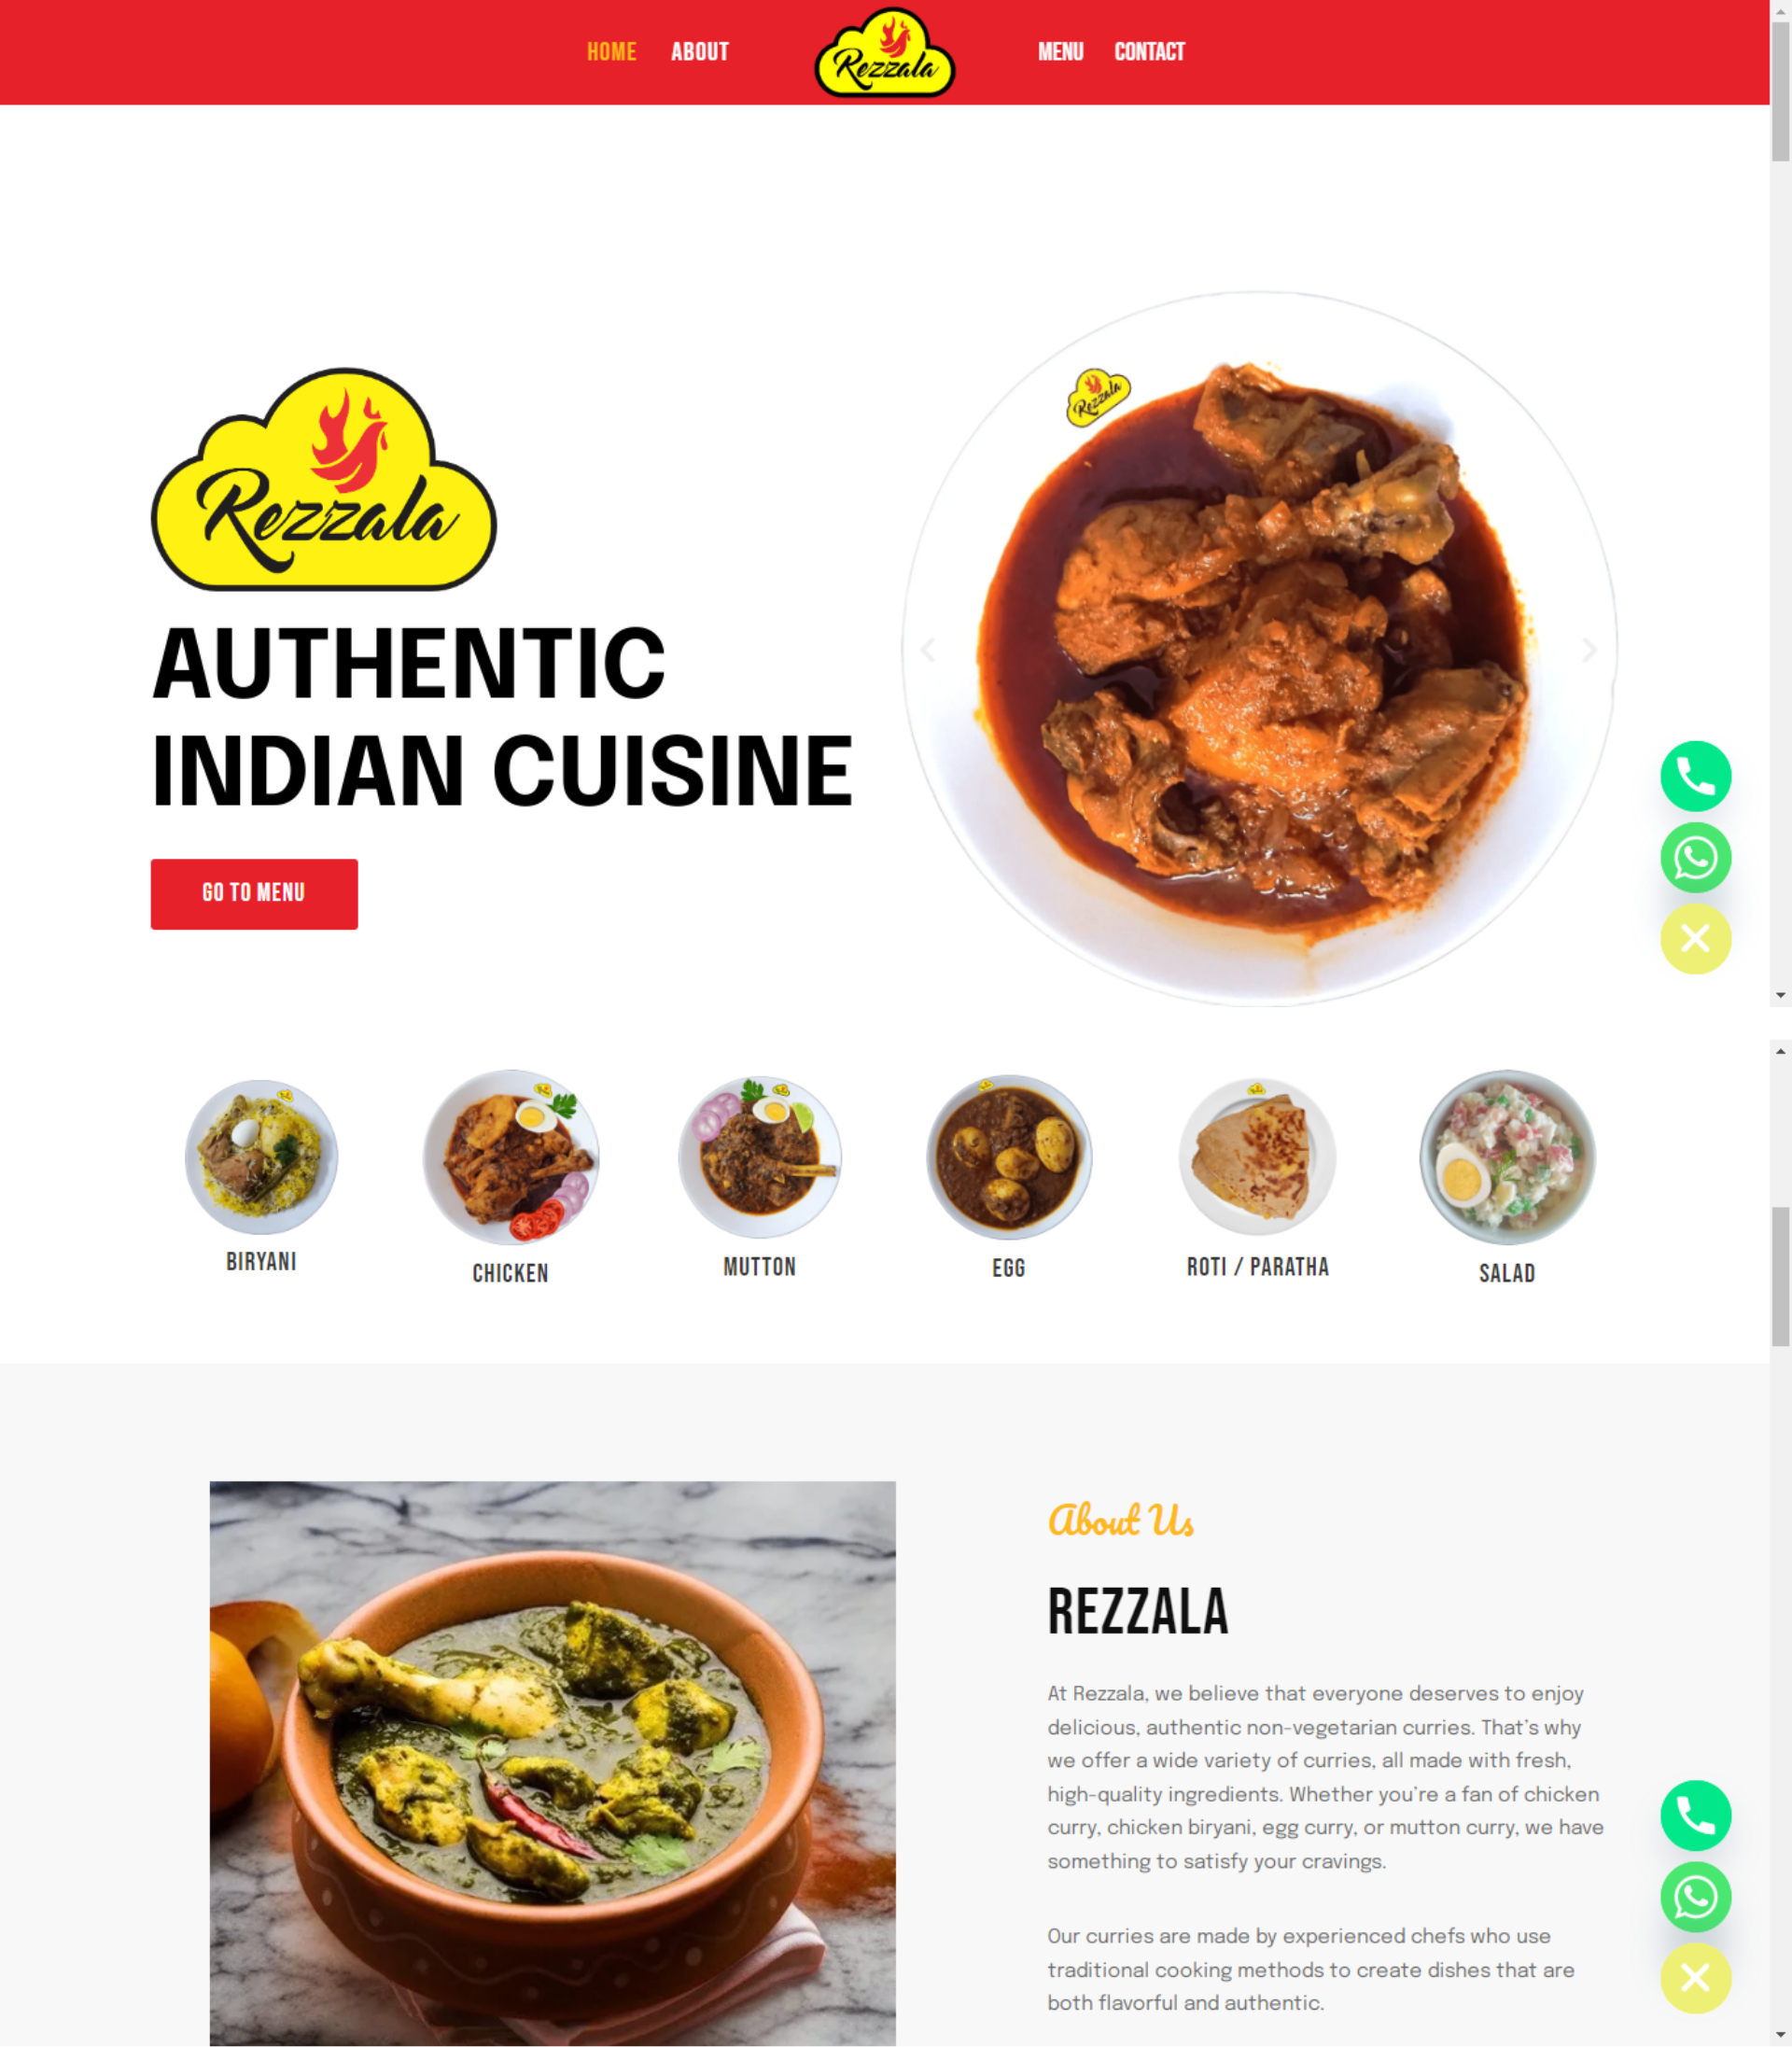 HOME ABOUT Rezzala MENU CONTACT
Rezzala
Rezzala
AUTHENTIC
INDIAN CUISINE
GO TO MENU
BIRYANI
CHICKEN
MUTTON
EGG
ROTI / PARATHA
SALAD
About Us
REZZALA
At Rezzala, we believe that everyone deserves to enjoy
delicious, authentic non-vegetarian curries. That's why
we offer a wide variety of curries, all made with fresh,
high-quality ingredients. Whether you're a fan of chicken
curry, chicken biryani, egg curry, or mutton curry, we have
something to satisfy your cravings.
Our curries are made by experienced chefs who use
traditional cooking methods to create dishes that are
both flavorful and authentic.